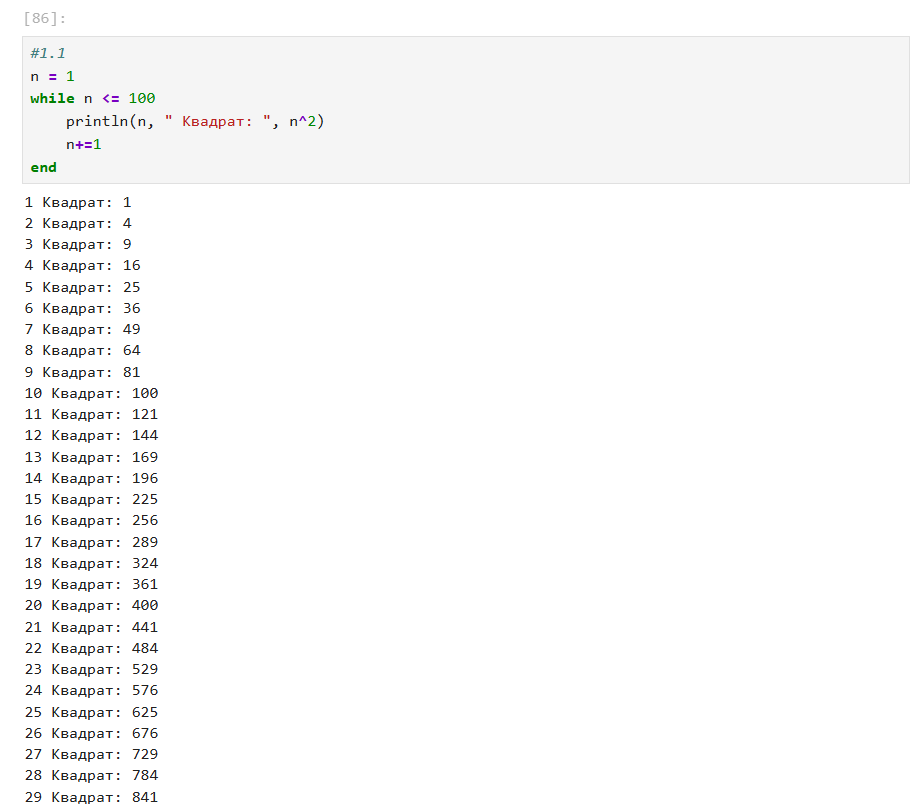 [86]:
#1.1
n = 1
while n <= 100
    println(n, " Квадрат: ", n^2)
    n+=1
end
1 Квадрат: 1
2 Квадрат: 4
3 Квадрат: 9
4 Квадрат: 16
5 Квадрат: 25
6 Квадрат: 36
7 Квадрат: 49
8 Квадрат: 64
9 Квадрат: 81
10 Квадрат: 100
11 Квадрат: 121
12 Квадрат: 144
13 Квадрат: 169
14 Квадрат: 196
15 Квадрат: 225
16 Квадрат: 256
17 Квадрат: 289
18 Квадрат: 324
19 Квадрат: 361
20 Квадрат: 400
21 Квадрат: 441
22 Квадрат: 484
23 Квадрат: 529
24 Квадрат: 576
25 Квадрат: 625
26 Квадрат: 676
27 Квадрат: 729
28 Квадрат: 784
29 Квадрат: 841